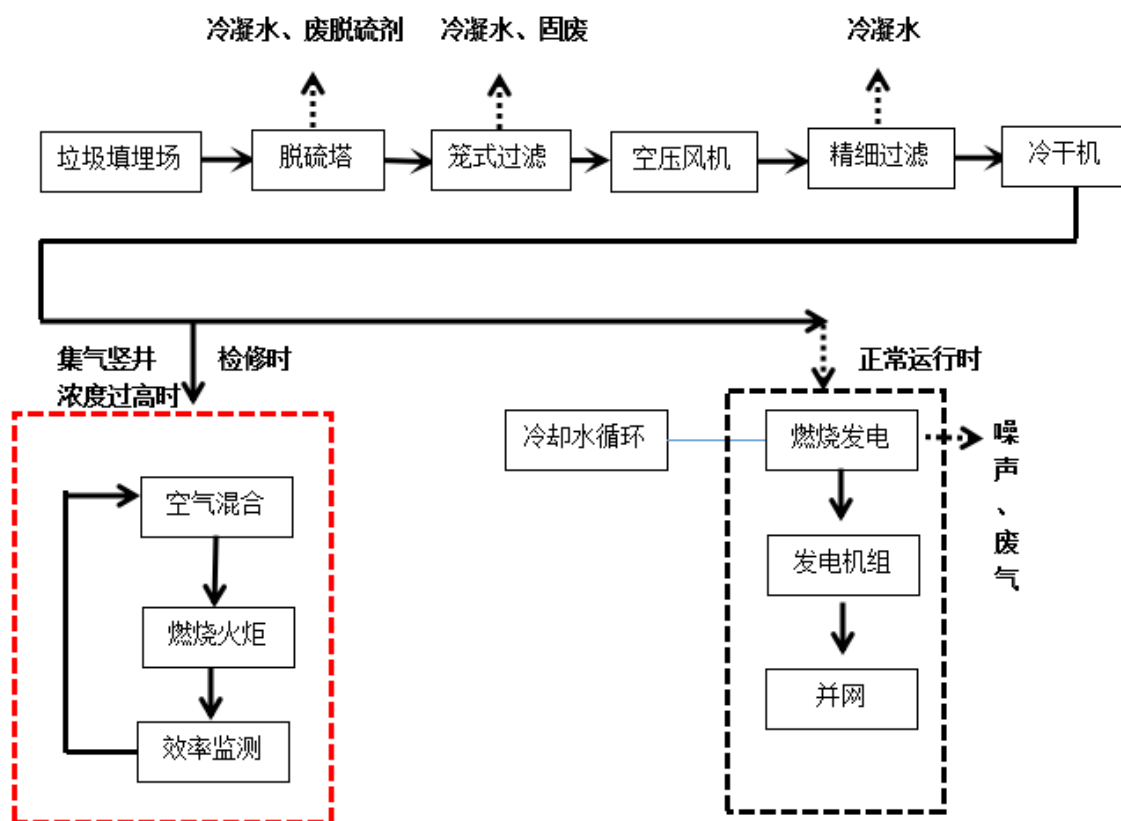 冷凝水、废脱硫剂
冷凝水、固废
冷凝水
垃圾填埋场
脱硫塔
笼式过滤
空压风机
精细过滤
冷干机
集气竖井
浓度过高时
检修时
正常运行时
冷却水循环
燃烧发电
噪声、废气
空气混合
发电机组
燃烧火炬
并网
效率监测